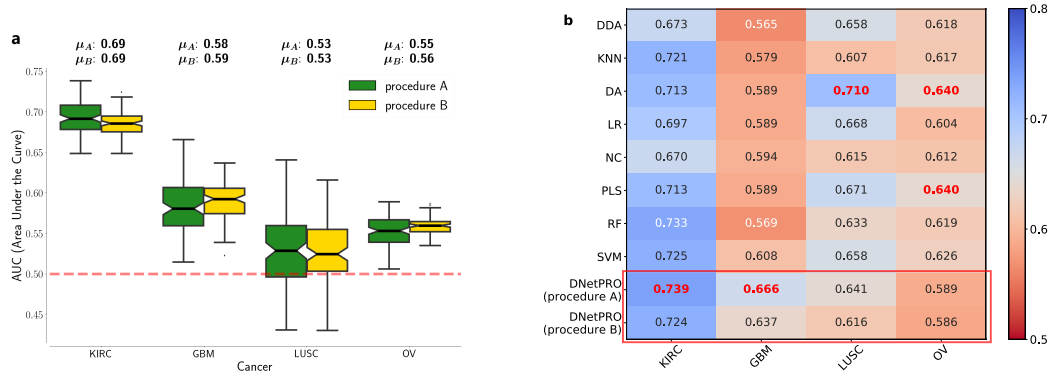 a
μA: 0.69 μA: 0.58 μA: 0.53 μA: 0.55
μB: 0.69 μB: 0.59 μB: 0.53 μB: 0.56
procedure A
procedure B
AUC (Area Under the Curve)
0.75
0.70
0.65
0.60
0.55
0.50
0.45
KIRC GBM LUSC OV
Cancer
b
DDA 0.673 0.565 0.658 0.618
KNN 0.721 0.579 0.607 0.617
DA 0.713 0.589 0.710 0.640
LR 0.697 0.589 0.668 0.604
NC 0.670 0.594 0.615 0.612
PLS 0.713 0.589 0.671 0.640
RF 0.733 0.569 0.633 0.619
SVM 0.725 0.608 0.658 0.626
DNetPRO
(procedure A) 0.739 0.666 0.641 0.589
DNetPRO
(procedure B) 0.724 0.637 0.616 0.586
KIRC GBM LUSC OV
0.8
0.7
0.6
0.5